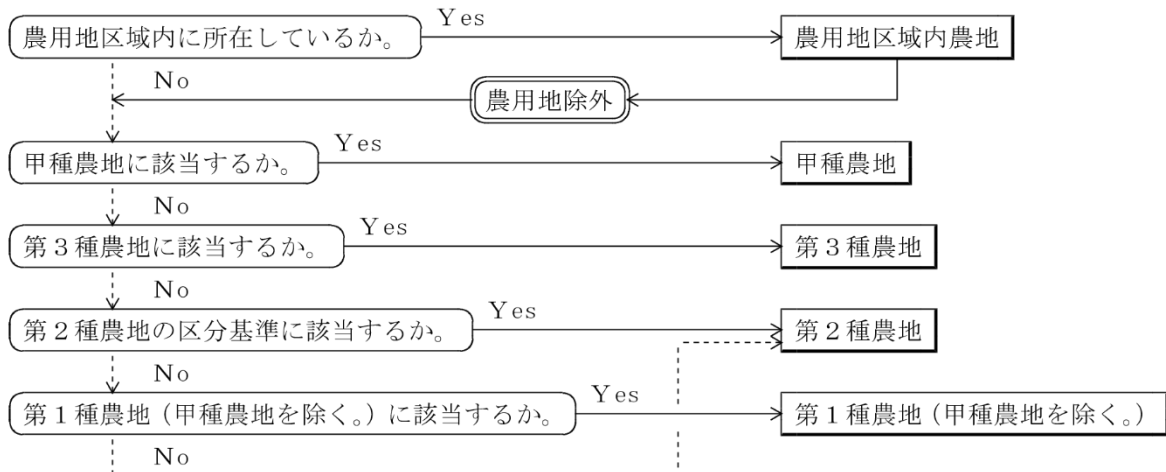 農用地区域内に所在しているか。 Yes 農用地区域内農地
No 農用地除外
甲種農地に該当するか。 Yes 甲種農地
No
第3種農地に該当するか。 Yes 第3種農地
No
第2種農地の区分基準に該当するか。 Yes 第2種農地
No
第1種農地(甲種農地を除く。)に該当するか。 Yes 第1種農地(甲種農地を除く。)
No